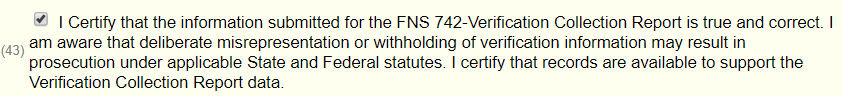 I Certify that the information submitted for the FNS 742-Verification Collection Report is true and correct. I
(43) am aware that deliberate misrepresentation or withholding of verification information may result in
prosecution under applicable State and Federal statutes. I certify that records are available to support the
Verification Collection Report data.